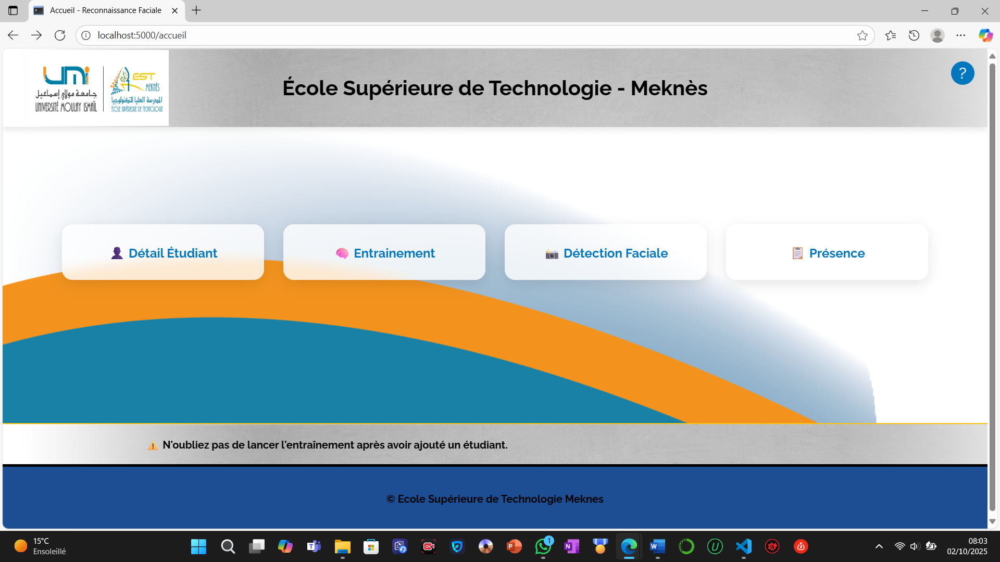 Accueil - Reconnaissance Faciale
localhost:5000/accueil
UMI
جامعة مولاي إسماعيل
UNIVERSITÉ MOULAY ISMAÏL
EST
MEKNÈS
المدرسة العليا للتكنولوجيا
ÉCOLE SUPÉRIEURE DE TECHNOLOGIE
École Supérieure de Technologie - Meknès
?
Détail Étudiant
Entrainement
Détection Faciale
Présence
N'oubliez pas de lancer l'entraînement après avoir ajouté un étudiant.
© Ecole Supérieure de Technologie Meknes
15°C
Ensoleillé
1
08:03
02/10/2025